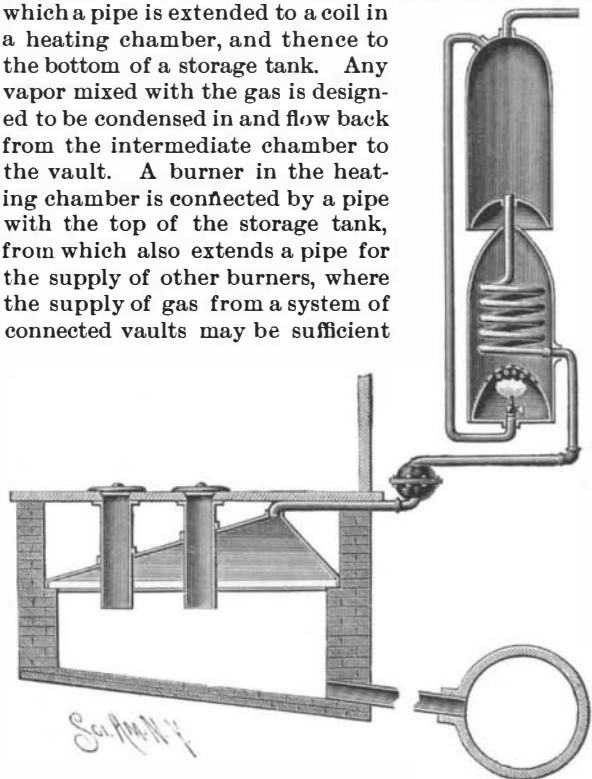 which a pipe is extended to a coil in
a heating chamber, and thence to
the bottom of a storage tank. Any
vapor mixed with the gas is design-
ed to be condensed in and flow back
from the intermediate chamber to
the vault. A burner in the heat-
ing chamber is connected by a pipe
with the top of the storage tank,
from which also extends a pipe for
the supply of other burners, where
the supply of gas from a system of
connected vaults may be sufficient
Sci. Am. N.Y.